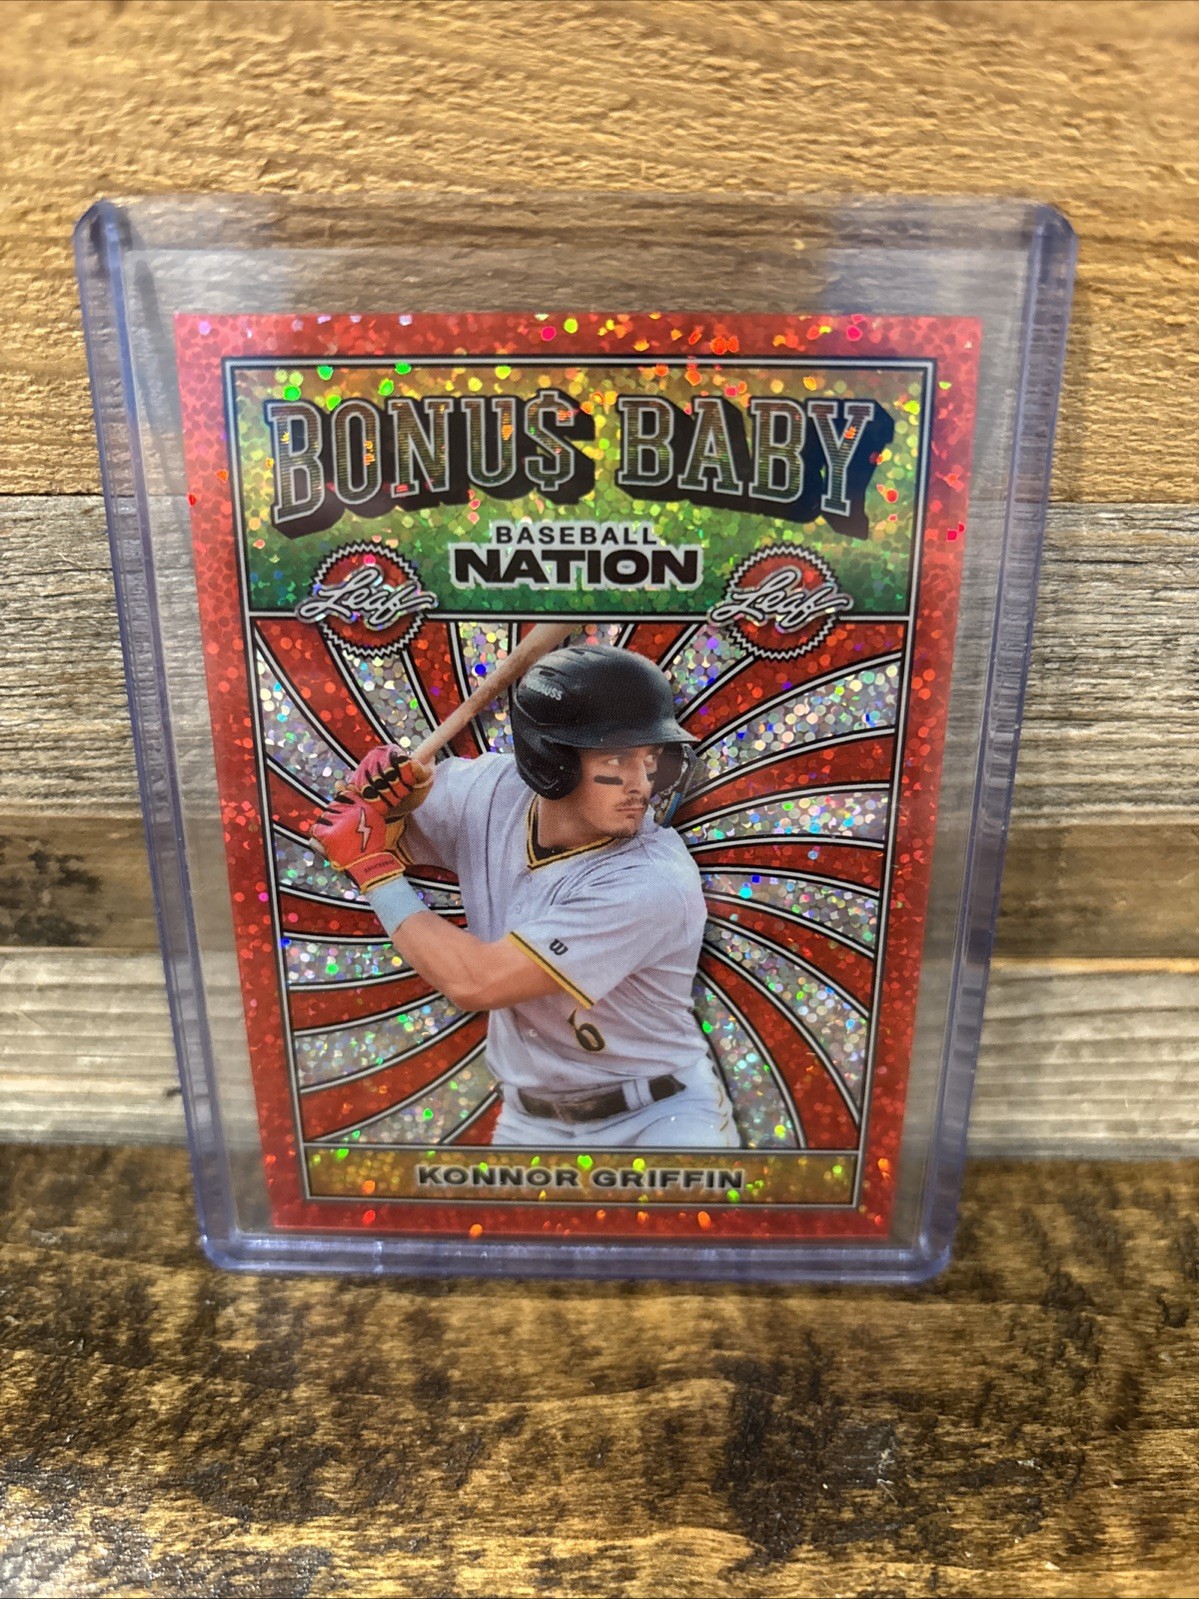 BONU$ BABY
BASEBALL
NATION
Leaf
Leaf
W
6
KONNOR GRIFFIN